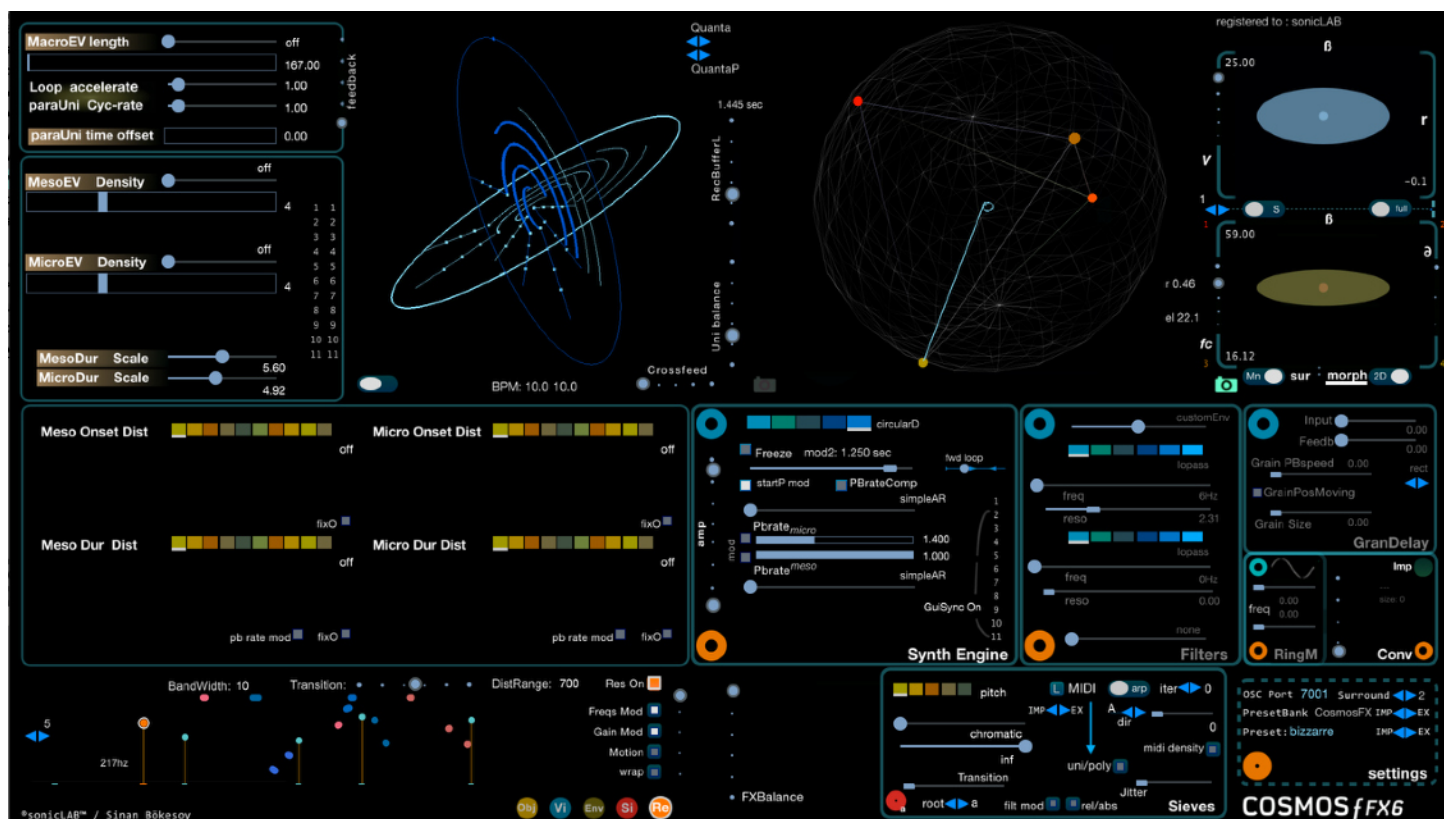 registered to : sonicLAB
MacroEV length
off
167.00
Loop accelerate
1.00
paraUni Cyc-rate
1.00
paraUni time offset
0.00
feedback
MesoEV Density
off
4
MicroEV Density
off
4
1 1
2 2
3 3
4 4
5 5
6 6
7 7
8 8
9 9
10 10
11 11
MesoDur Scale
5.60
MicroDur Scale
4.92
Quanta
QuantaP
1.445 sec
RecBufferL
Uni balance
Crossfeed
BPM: 10.0 10.0
ß
25.00
r
V
-0.1
1
S
full
1
2
ß
59.00
∂
r 0.46
el 22.1
fc
16.12
3
4
Mn
sur : morph
2D
Meso Onset Dist
off
Micro Onset Dist
off
fixO
fixO
Meso Dur Dist
off
Micro Dur Dist
off
pb rate mod
fixO
pb rate mod
fixO
circularD
Freeze
mod2: 1.250 sec
fwd loop
startP mod
PBrateComp
simpleAR
amp
mod
Pbrate micro
1.400
1.000
Pbrate meso
simpleAR
1
2
3
4
5
6
7
8
9
10
11
GuiSync On
Synth Engine
customEnv
lopass
freq
6Hz
reso
2.31
lopass
freq
0Hz
reso
0.00
none
Filters
Input
0.00
Feedb
0.00
Grain PBspeed 0.00
rect
GrainPosMoving
Grain Size 0.00
GranDelay
0.00
freq
0.00
RingM
Imp
size: 0
Conv
BandWidth: 10
Transition:
5
217hz
DistRange: 700
Res On
Freqs Mod
Gain Mod
Motion
wrap
FXBalance
Obj
Vi
Env
Si
Re
©sonicLAB™ / Sinan Bökesoy
pitch
chromatic
inf
Transition
a
root
a
L MIDI
IMP EX
arp
iter 0
A
dir
0
midi density
uni/poly
Jitter
filt mod
rel/abs
Sieves
OSC Port 7001 Surround 2
PresetBank CosmosFX IMP EX
Preset: bizzarre IMP EX
settings
COSMOSƒFX6